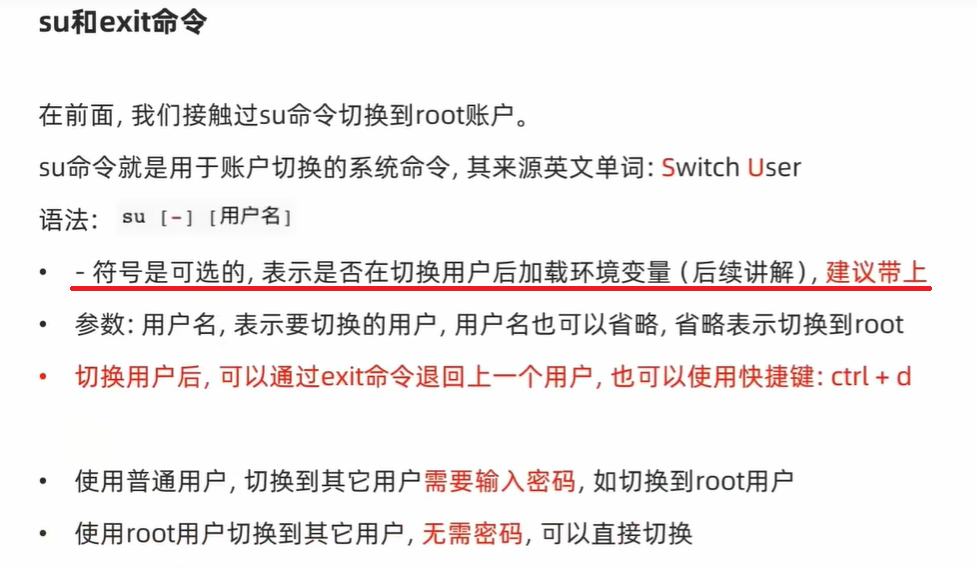 su和exit命令
在前面, 我们接触过su命令切换到root账户。
su命令就是用于账户切换的系统命令, 其来源英文单词: Switch User
语法: su [-] [用户名]
• - 符号是可选的, 表示是否在切换用户后加载环境变量 (后续讲解), 建议带上
• 参数: 用户名, 表示要切换的用户, 用户名也可以省略, 省略表示切换到root
• 切换用户后, 可以通过exit命令退回上一个用户, 也可以使用快捷键: ctrl + d
• 使用普通用户, 切换到其它用户需要输入密码, 如切换到root用户
• 使用root用户切换到其它用户, 无需密码, 可以直接切换